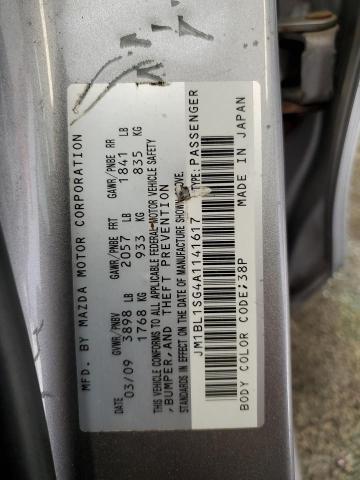 MFD. BY MAZDA MOTOR CORPORATION
DATE GVWR/PNBV GAWR/PNBE FRT GAWR/PNBE RR
03/09 3898 LB 2057 LB 1841 LB
1768 KG 933 KG 835 KG
THIS VEHICLE CONFORMS TO ALL APPLICABLE FEDERAL MOTOR VEHICLE SAFETY
, BUMPER, AND THEFT PREVENTION
STANDARDS IN EFFECT ON THE DATE OF MANUFACTURE SHOWN ABOVE.
JM1BL1SG4A1141617 TYPE: PASSENGER
BODY COLOR CODE;38P MADE IN JAPAN